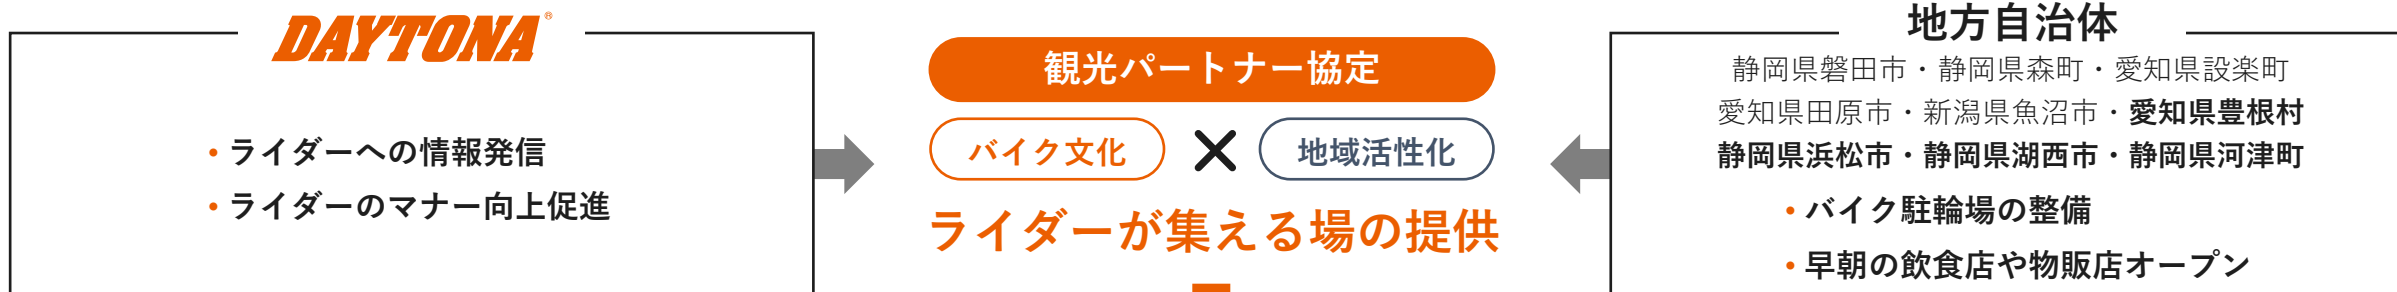 DAYTONA®
・ライダーへの情報発信
・ライダーのマナー向上促進
観光パートナー協定
バイク文化 × 地域活性化
ライダーが集える場の提供
地方自治体
静岡県磐田市・静岡県森町・愛知県設楽町
愛知県田原市・新潟県魚沼市・愛知県豊根村
静岡県浜松市・静岡県湖西市・静岡県河津町
・バイク駐輪場の整備
・早朝の飲食店や物販店オープン